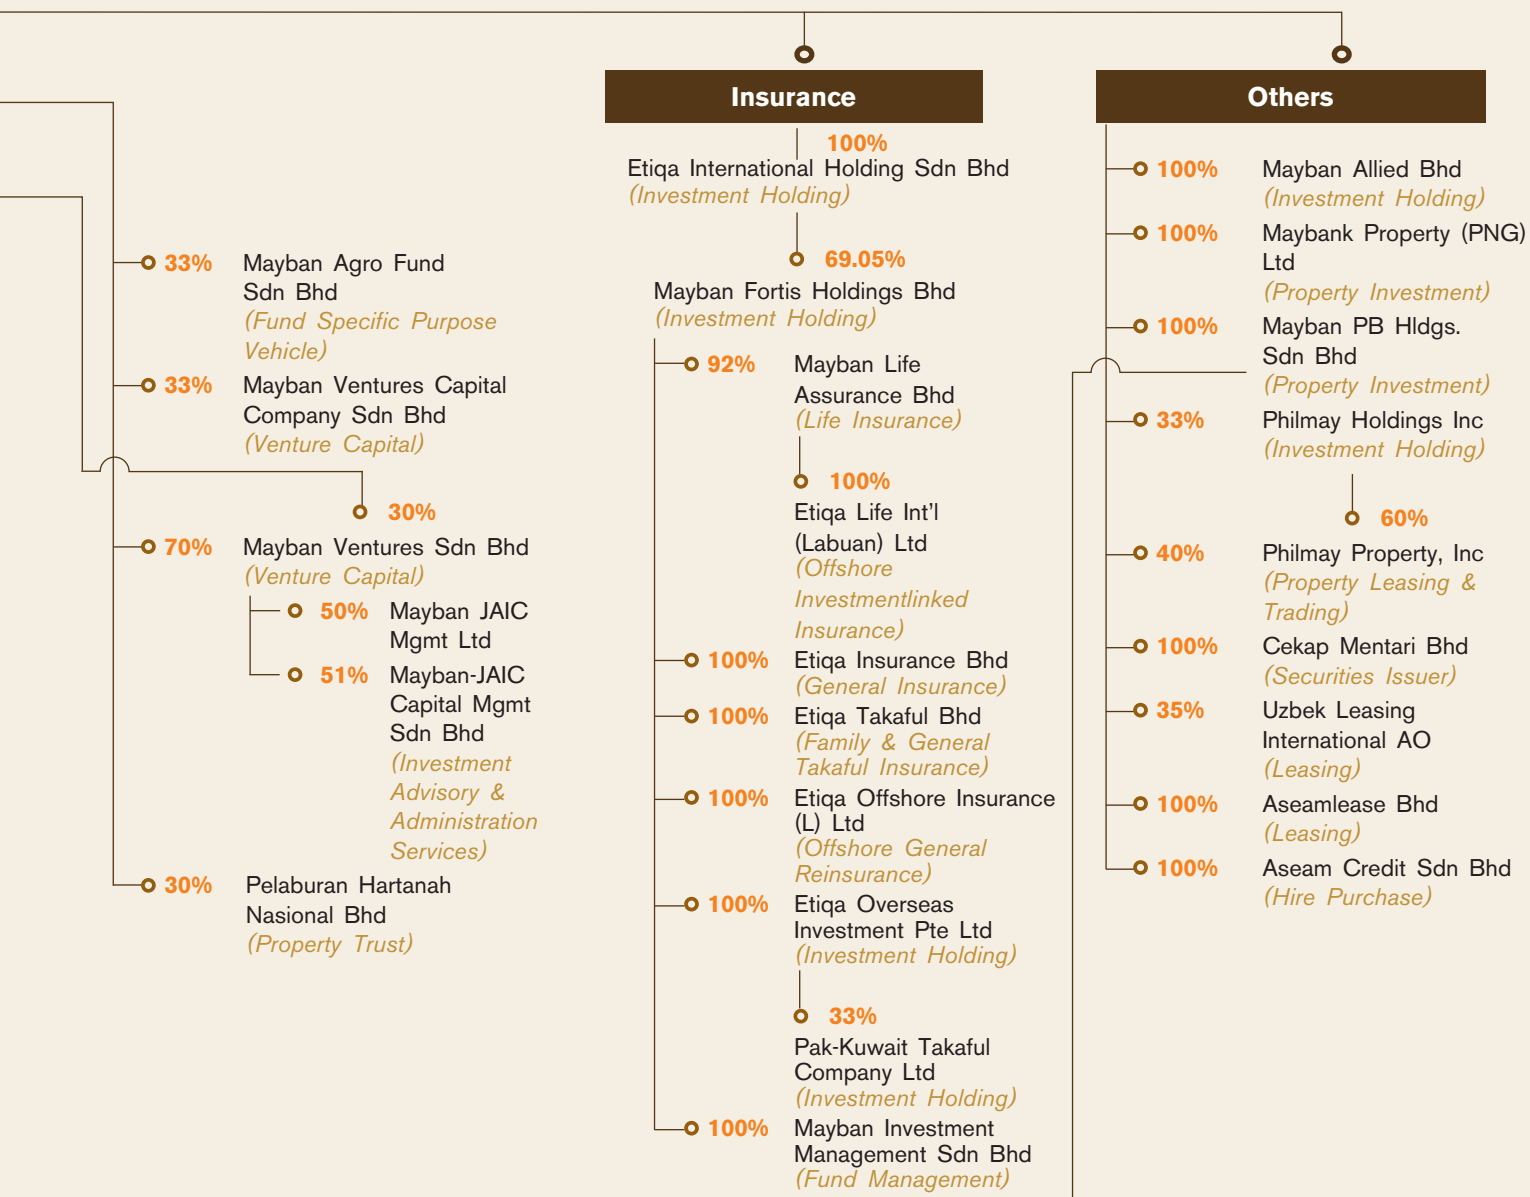 33%
Mayban Agro Fund
Sdn Bhd
(Fund Specific Purpose
Vehicle)
33%
Mayban Ventures Capital
Company Sdn Bhd
(Venture Capital)
30%
70%
Mayban Ventures Sdn Bhd
(Venture Capital)
50%
Mayban JAIC
Mgmt Ltd
51%
Mayban-JAIC
Capital Mgmt
Sdn Bhd
(Investment
Advisory &
Administration
Services)
30%
Pelaburan Hartanah
Nasional Bhd
(Property Trust)
Insurance
100%
Etiqa International Holding Sdn Bhd
(Investment Holding)
69.05%
Mayban Fortis Holdings Bhd
(Investment Holding)
92%
Mayban Life
Assurance Bhd
(Life Insurance)
100%
Etiqa Life Int'l
(Labuan) Ltd
(Offshore
Investmentlinked
Insurance)
100%
Etiqa Insurance Bhd
(General Insurance)
100%
Etiqa Takaful Bhd
(Family & General
Takaful Insurance)
100%
Etiqa Offshore Insurance
(L) Ltd
(Offshore General
Reinsurance)
100%
Etiqa Overseas
Investment Pte Ltd
(Investment Holding)
33%
Pak-Kuwait Takaful
Company Ltd
(Investment Holding)
100%
Mayban Investment
Management Sdn Bhd
(Fund Management)
Others
100%
Mayban Allied Bhd
(Investment Holding)
100%
Maybank Property (PNG)
Ltd
(Property Investment)
100%
Mayban PB Hldgs.
Sdn Bhd
(Property Investment)
33%
Philmay Holdings Inc
(Investment Holding)
60%
40%
Philmay Property, Inc
(Property Leasing &
Trading)
100%
Cekap Mentari Bhd
(Securities Issuer)
35%
Uzbek Leasing
International AO
(Leasing)
100%
Aseamlease Bhd
(Leasing)
100%
Aseam Credit Sdn Bhd
(Hire Purchase)